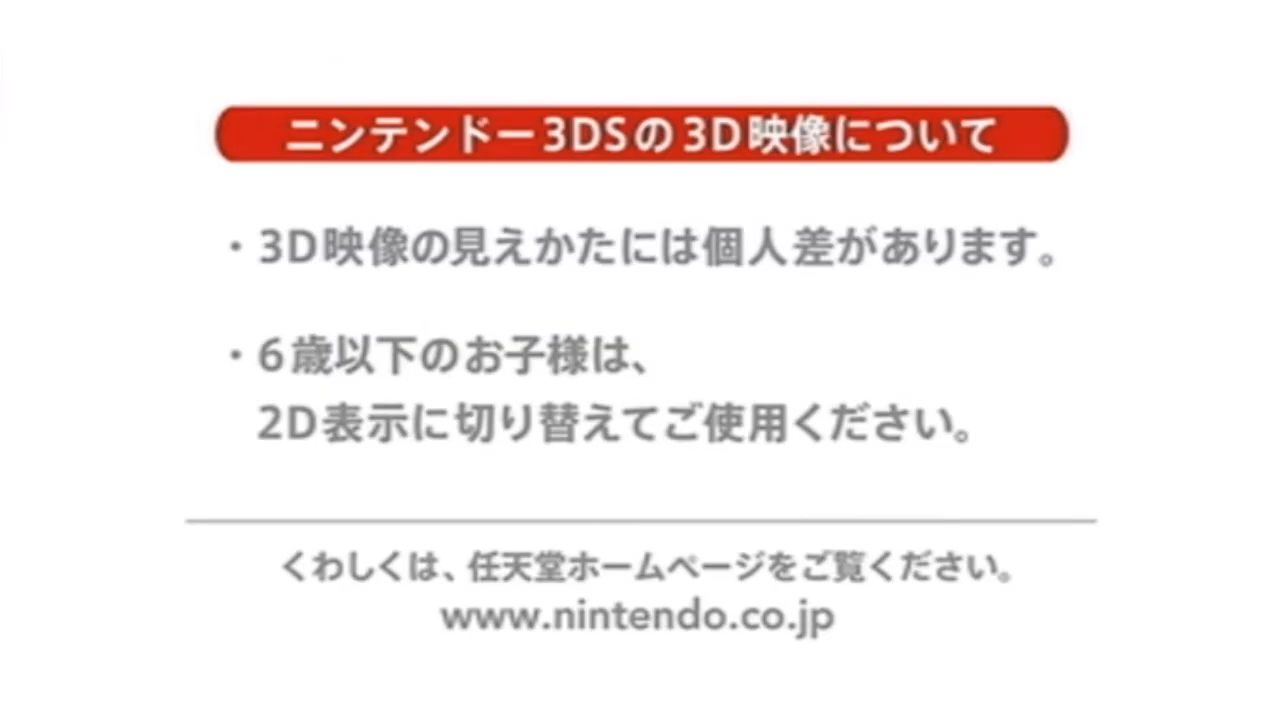 ニンテンドー3DSの3D映像について
・3D映像の見えかたには個人差があります。
・6歳以下のお子様は、
2D表示に切り替えてご使用ください。
くわしくは、任天堂ホームページをご覧ください。
www.nintendo.co.jp